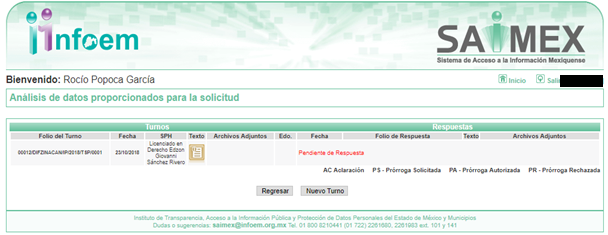 infoem
SAIMEX
Sistema de Acceso a la Información Mexiquense
Bienvenido: Rocío Popoca García
Inicio
Análisis de datos proporcionados para la solicitud
Turnos Respuestas
Folio del Turno Fecha SPH Texto Archivos Adjuntos Edo. Fecha Folio de Respuesta Texto Archivos Adjuntos
00012/DIFZINACAN/IP/2018/TSP/0001 23/10/2018 Licenciado en Derecho Edzon Giovanni Sánchez Rivero Pendiente de Respuesta
AC Aclaración PS - Prórroga Solicitada PA - Prórroga Autorizada PR - Prórroga Rechazada
Regresar Nuevo Turno
Instituto de Transparencia, Acceso a la Información Pública y Protección de Datos Personales del Estado de México y Municipios
Dudas o sugerencias: saimex@infoem.org.mx Tel. 01 800 8210441 (01 722) 2261980, 2261983 ext. 101 y 141